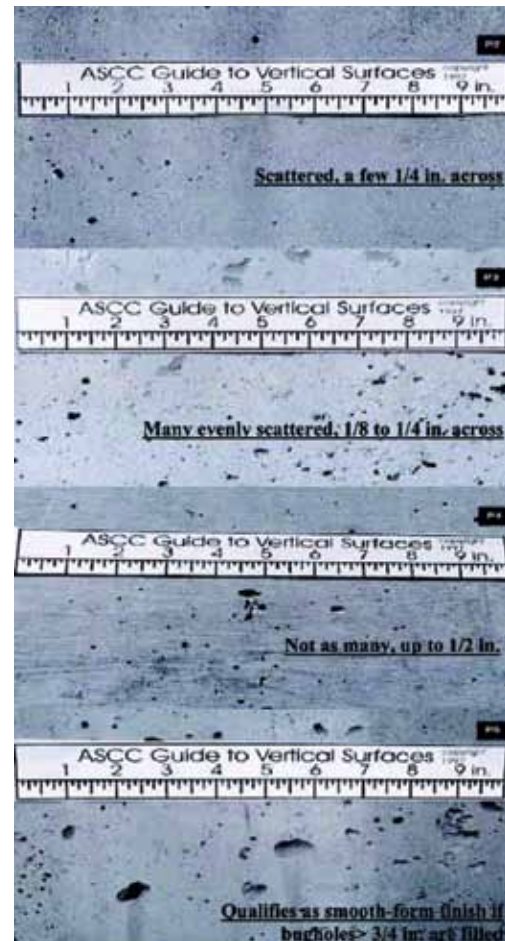 P2
ASCC Guide to Vertical Surfaces
1 2 3 4 5 6 7 8 9 in.
Scattered, a few 1/4 in. across
P3
ASCC Guide to Vertical Surfaces
1 2 3 4 5 6 7 8 9 in.
Many evenly scattered, 1/8 to 1/4 in. across
P4
ASCC Guide to Vertical Surfaces
1 2 3 4 5 6 7 8 9 in.
Not as many, up to 1/2 in.
P5
ASCC Guide to Vertical Surfaces
1 2 3 4 5 6 7 8 9 in.
Qualifies as smooth-form finish if
bugholes> 3/4 in. are filled